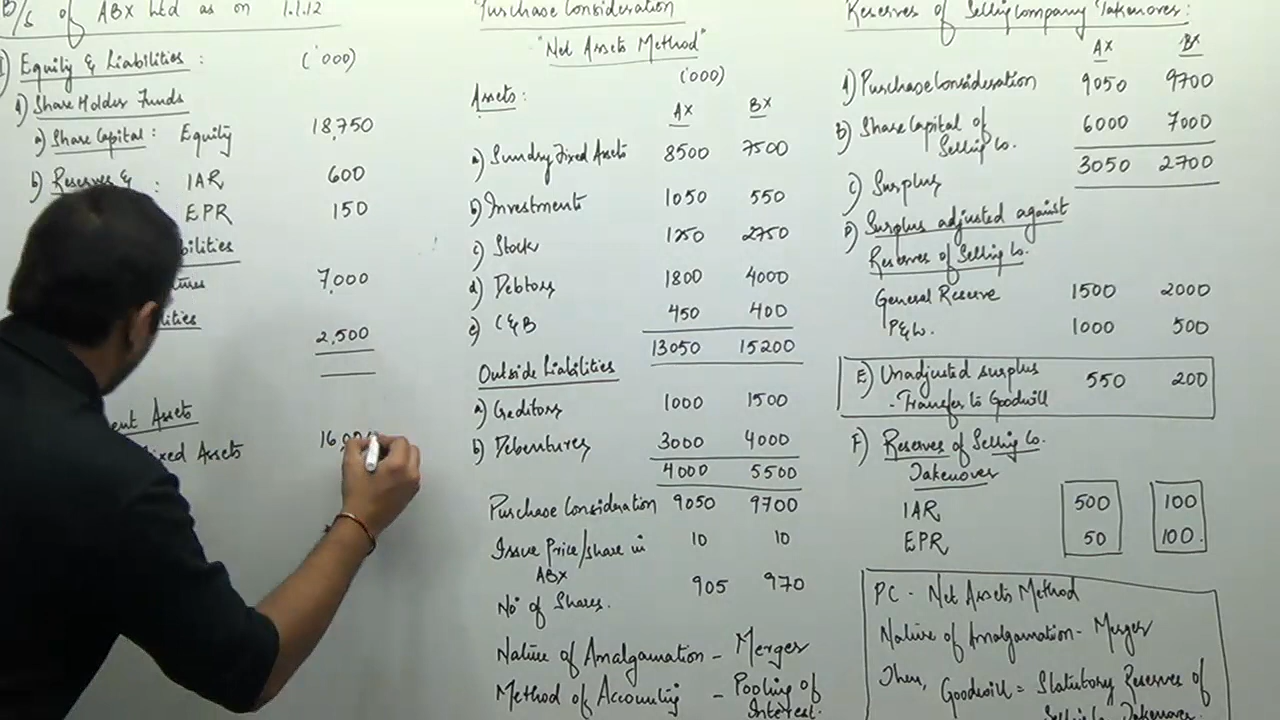 B/S of ABX Ltd as on 1.1.12
Equity & Liabilities : ('000)
1) Share Holder Funds
a) Share Capital : Equity 18,750
b) Reserves & : IAR 600
EPR 150
7,000
2,500
Assets
Fixed Assets
Purchase Consideration
"Net Assets Method"
('000)
Assets : AX BX
a) Sundry Fixed Assets 8500 7500
b) Investments 1050 550
c) Stock 1250 2750
d) Debtors 1800 4000
e) C&B 450 400
13050 15200
Outside Liabilities
a) Creditors 1000 1500
b) Debentures 3000 4000
4000 5500
Purchase Consideration 9050 9700
Issue Price/share in 10 10
ABX
No. of Shares. 905 970
Nature of Amalgamation - Merger
Method of Accounting - Pooling of
Interest.
Reserves of Selling Company Takenover :
AX BX
A) Purchase Consideration 9050 9700
B) Share Capital of 6000 7000
Selling Co.
C) Surplus 3050 2700
D) Surplus adjusted against
Reserves of Selling Co.
General Reserve 1500 2000
P&L. 1000 500
E) Unadjusted surplus 550 200
- Transfer to Goodwill
F) Reserves of Selling Co.
Takenover
IAR 500 100
EPR 50 100.
PC - Net Assets Method
Nature of Amalgamation - Merger
Then, Goodwill = Statutory Reserves of
Selling Co. Takenover.